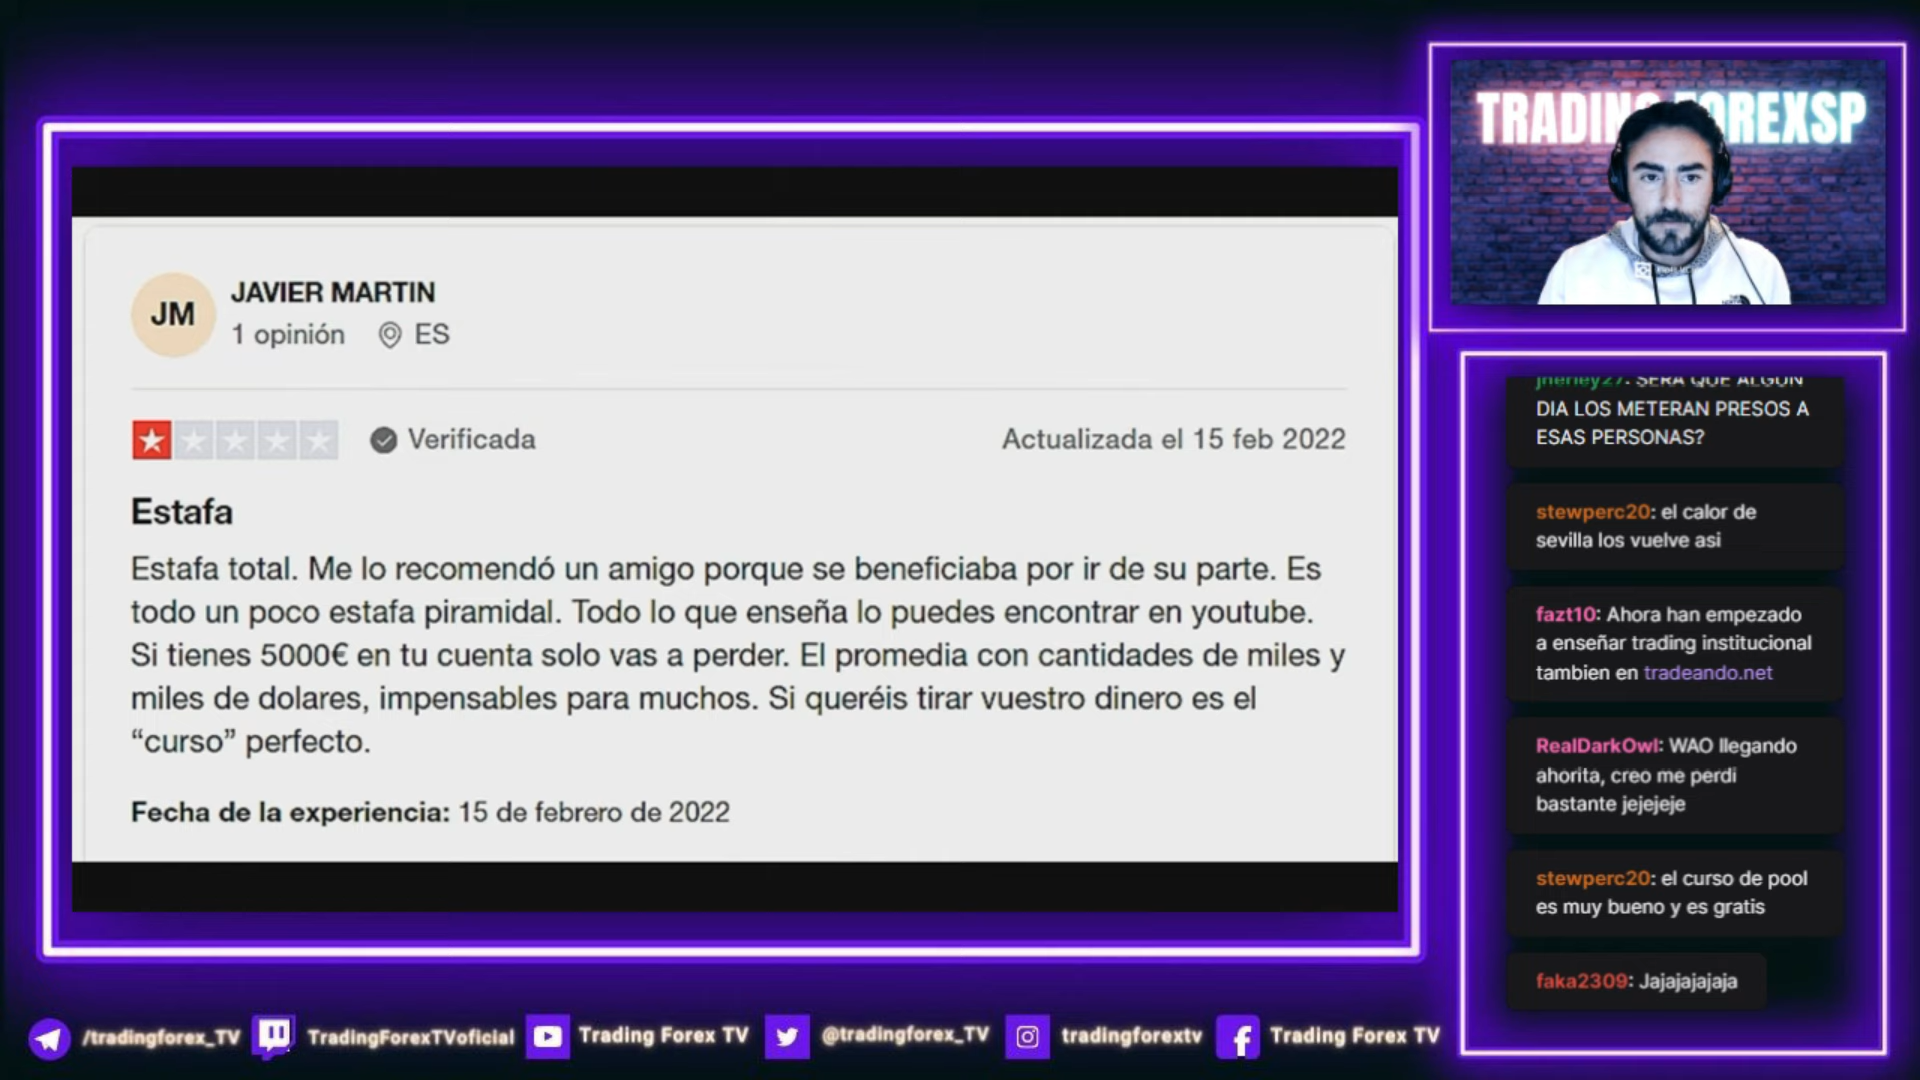 TRADING FOREXSP
JM
JAVIER MARTIN
1 opinión ES
Verificada
Actualizada el 15 feb 2022
Estafa
Estafa total. Me lo recomendó un amigo porque se beneficiaba por ir de su parte. Es
todo un poco estafa piramidal. Todo lo que enseña lo puedes encontrar en youtube.
Si tienes 5000€ en tu cuenta solo vas a perder. El promedia con cantidades de miles y
miles de dolares, impensables para muchos. Si queréis tirar vuestro dinero es el
“curso” perfecto.
Fecha de la experiencia: 15 de febrero de 2022
jherley27: SERA QUE ALGUN
DIA LOS METERAN PRESOS A
ESAS PERSONAS?
stewperc20: el calor de
sevilla los vuelve asi
fazt10: Ahora han empezado
a enseñar trading institucional
tambien en tradeando.net
RealDarkOwl: WAO llegando
ahorita, creo me perdi
bastante jejejeje
stewperc20: el curso de pool
es muy bueno y es gratis
faka2309: Jajajajajaja
/tradingforex_TV
TradingForexTVoficial
Trading Forex TV
@tradingforex_TV
tradingforextv
Trading Forex TV